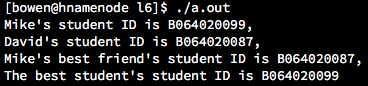 [bowen@hnamenode l6]$ ./a.out
Mike's student ID is B064020099,
David's student ID is B064020087,
Mike's best friend's student ID is B064020087,
The best student's student ID is B064020099